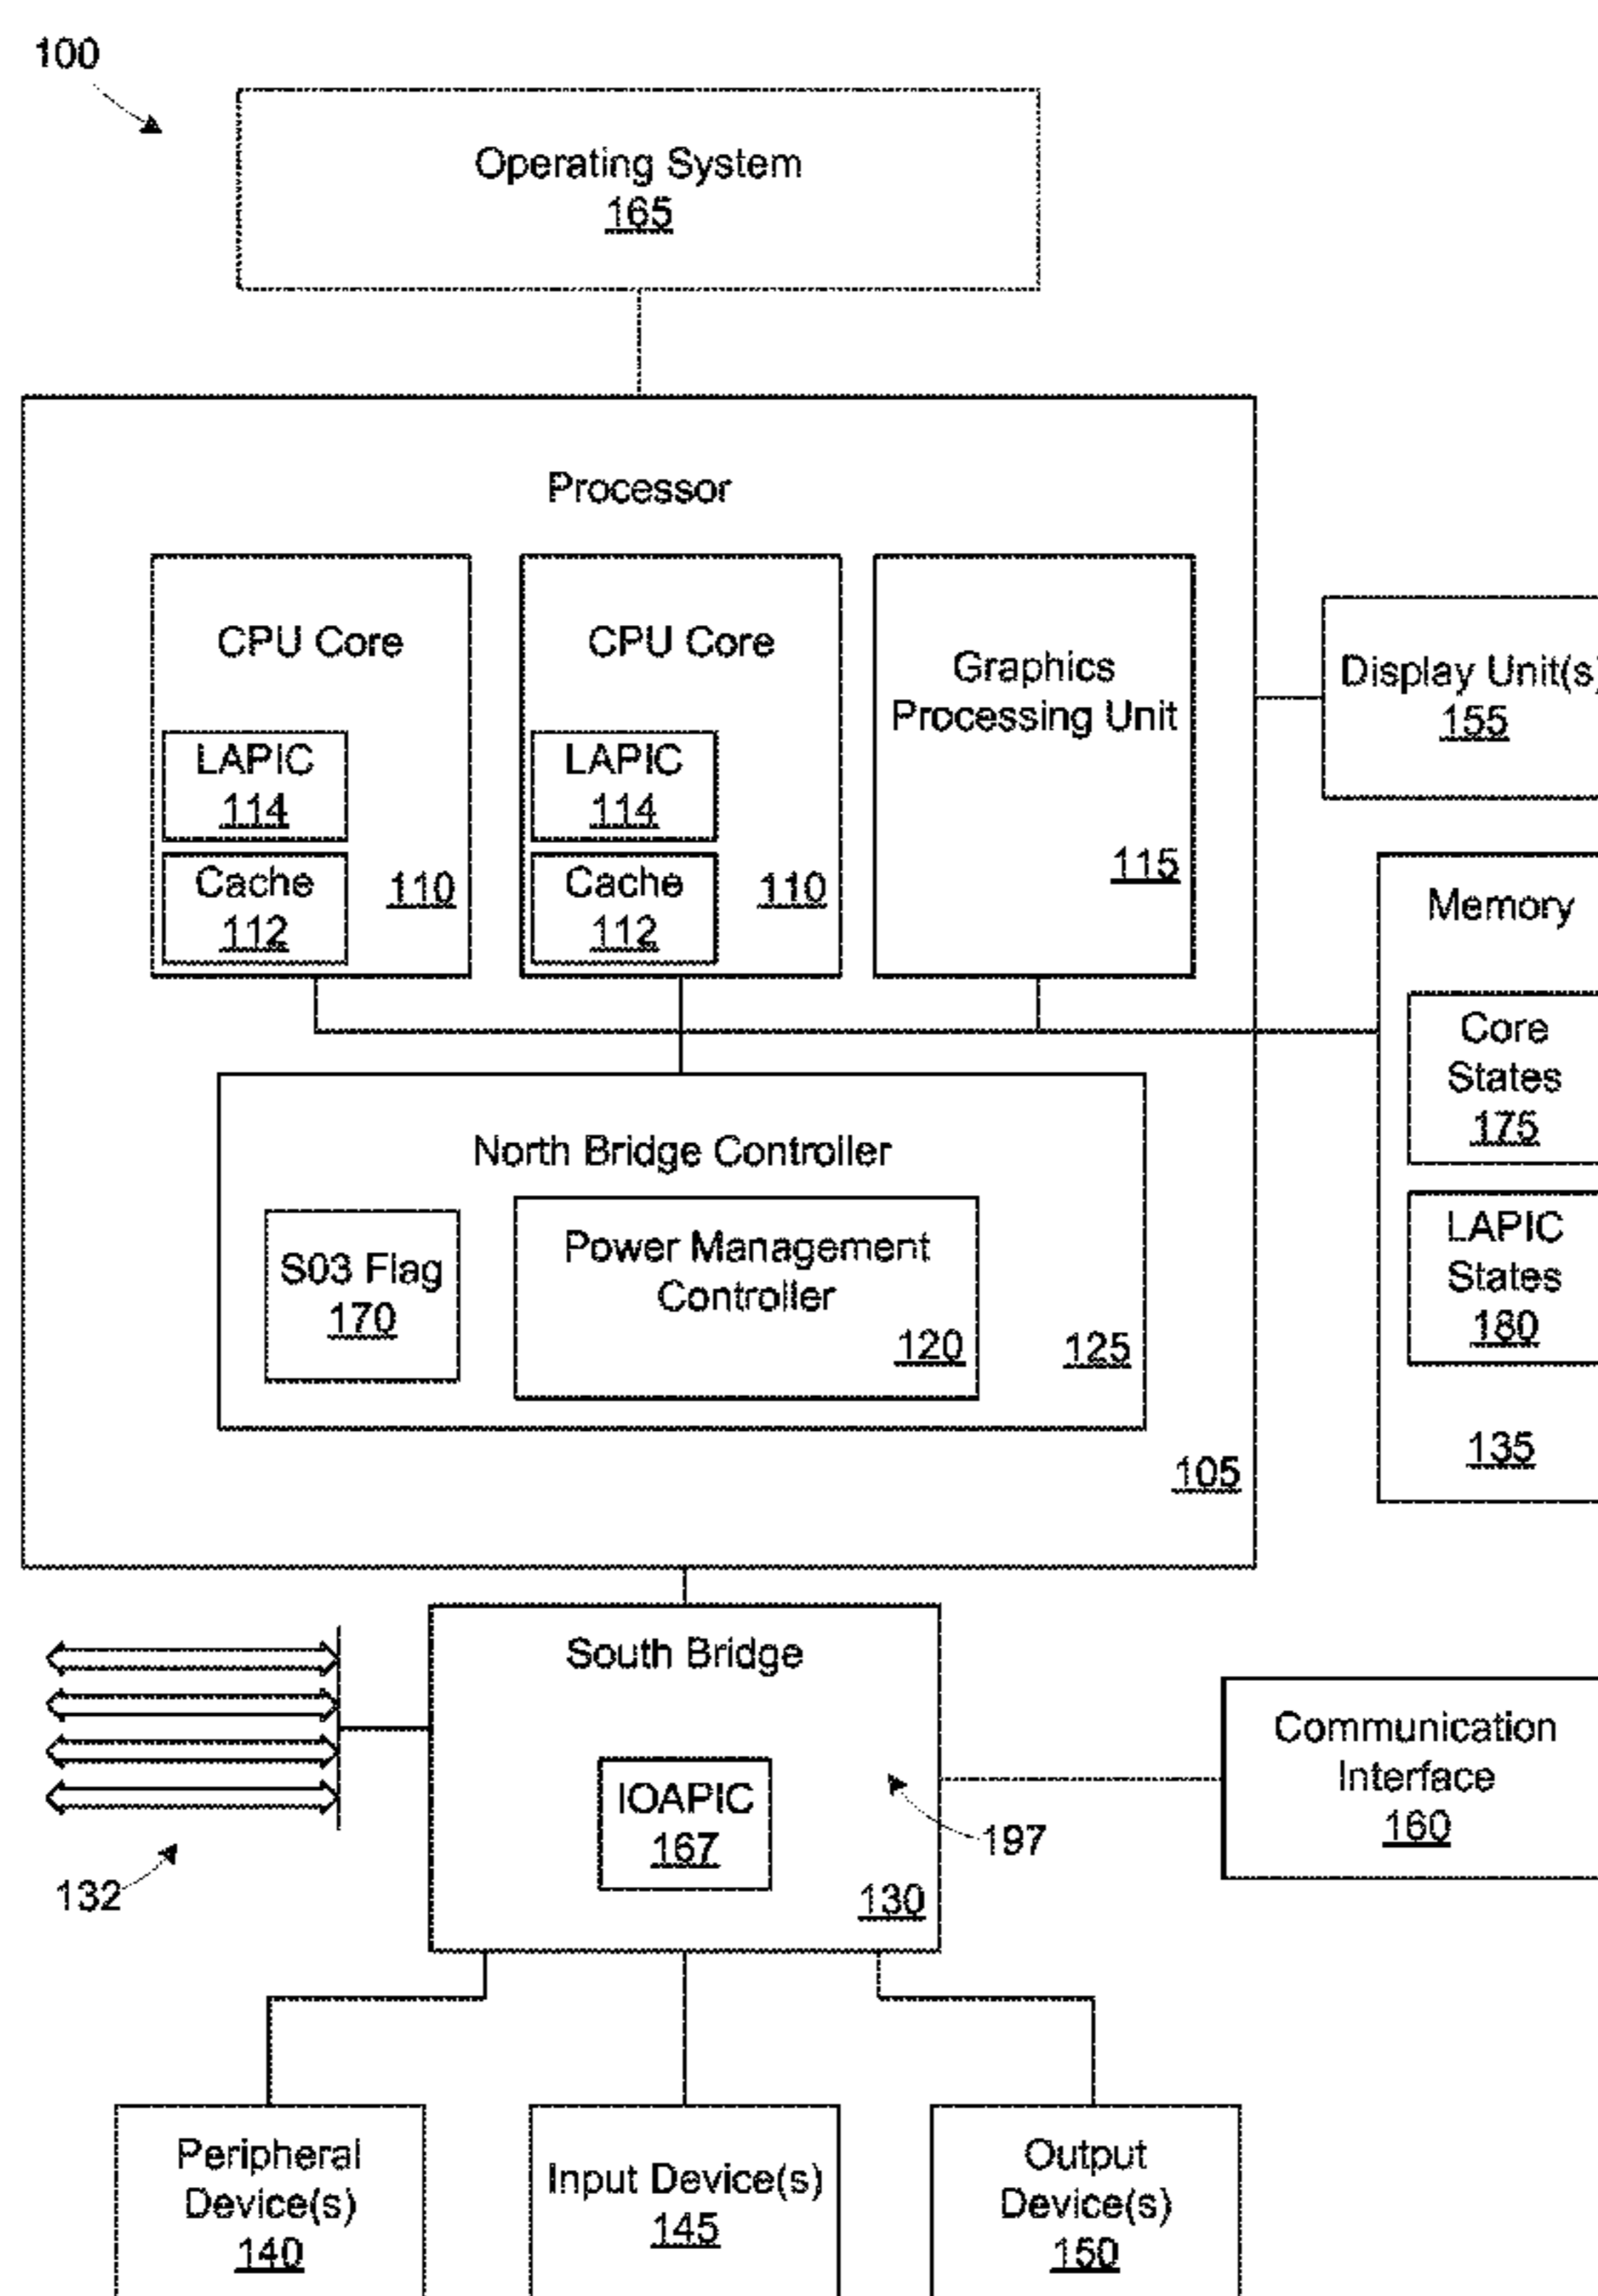 100
Operating System
165
Processor
CPU Core
LAPIC
114
Cache
112
110
CPU Core
LAPIC
114
Cache
112
110
Graphics
Processing Unit
115
Display Unit(s)
155
Memory
Core
States
175
LAPIC
States
180
135
North Bridge Controller
S03 Flag
170
Power Management
Controller
120
125
105
South Bridge
IOAPIC
167
130
197
132
Communication
Interface
160
Peripheral
Device(s)
140
Input Device(s)
145
Output
Device(s)
150